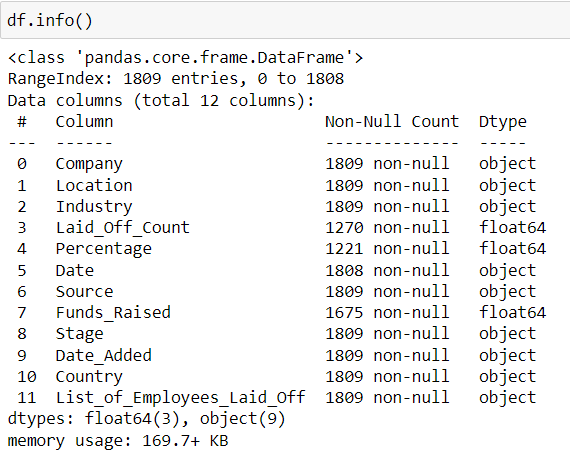 df.info()
<class 'pandas.core.frame.DataFrame'>
RangeIndex: 1809 entries, 0 to 1808
Data columns (total 12 columns):
 #   Column                         Non-Null Count  Dtype
---  ------                         --------------  -----
 0   Company                        1809 non-null   object
 1   Location                       1809 non-null   object
 2   Industry                       1809 non-null   object
 3   Laid_Off_Count                 1270 non-null   float64
 4   Percentage                     1221 non-null   float64
 5   Date                           1808 non-null   object
 6   Source                         1809 non-null   object
 7   Funds_Raised                   1675 non-null   float64
 8   Stage                          1809 non-null   object
 9   Date_Added                     1809 non-null   object
 10  Country                        1809 non-null   object
 11  List_of_Employees_Laid_Off     1809 non-null   object
dtypes: float64(3), object(9)
memory usage: 169.7+ KB